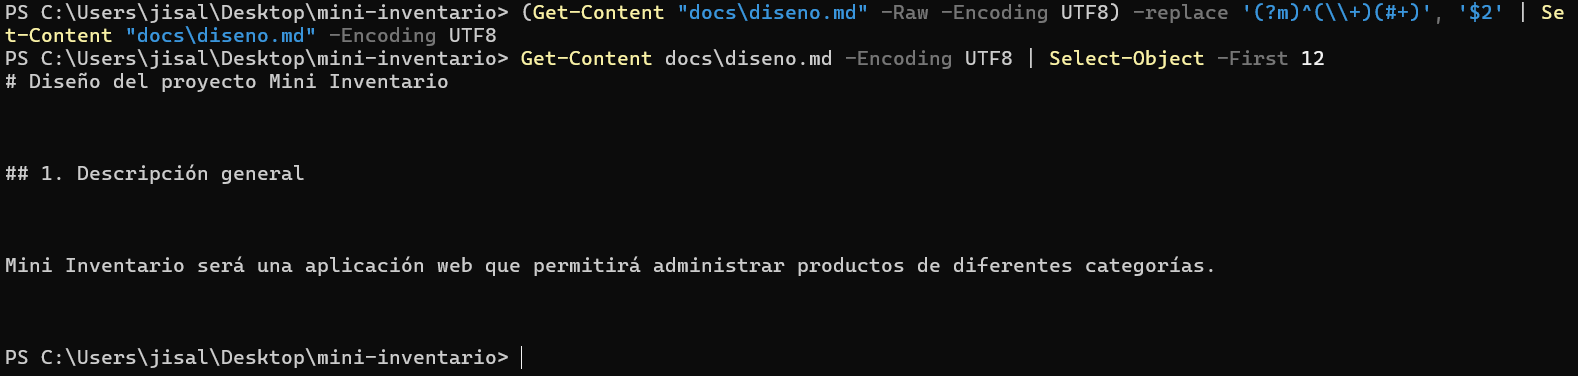 PS C:\Users\jisal\Desktop\mini-inventario> (Get-Content "docs\diseno.md" -Raw -Encoding UTF8) -replace '(?m)^(\\+)(#+)', '$2' | Se
t-Content "docs\diseno.md" -Encoding UTF8
PS C:\Users\jisal\Desktop\mini-inventario> Get-Content docs\diseno.md -Encoding UTF8 | Select-Object -First 12
# Diseño del proyecto Mini Inventario
## 1. Descripción general
Mini Inventario será una aplicación web que permitirá administrar productos de diferentes categorías.
PS C:\Users\jisal\Desktop\mini-inventario>